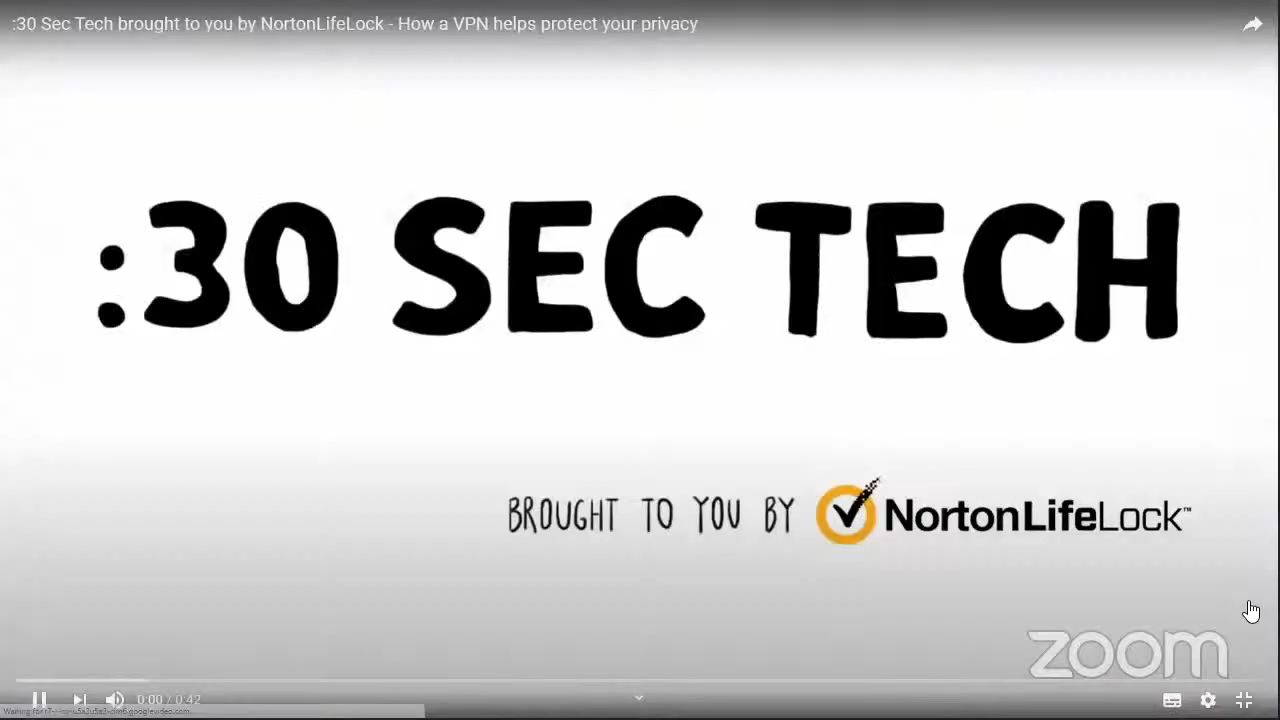 :30 Sec Tech brought to you by NortonLifeLock - How a VPN helps protect your privacy
:30 SEC TECH
BROUGHT TO YOU BY NortonLifeLock™
zoom
0:00 / 0:42